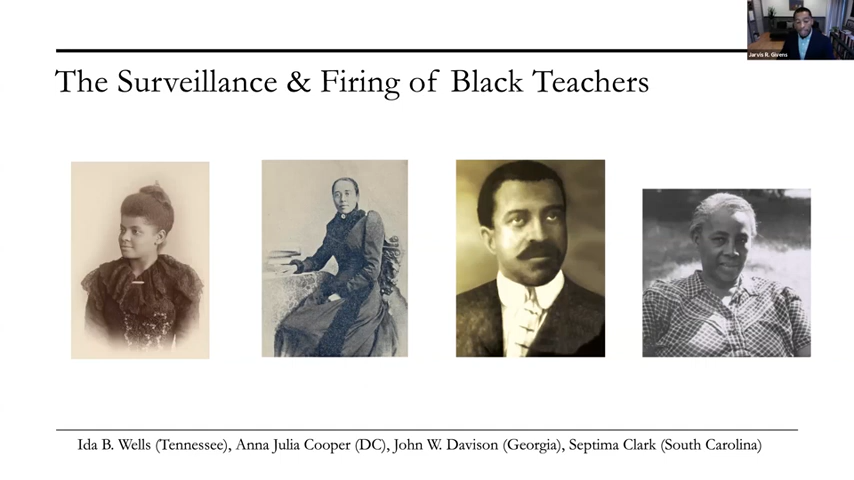 Jarvis R. Givens
The Surveillance & Firing of Black Teachers
Ida B. Wells (Tennessee), Anna Julia Cooper (DC), John W. Davison (Georgia), Septima Clark (South Carolina)